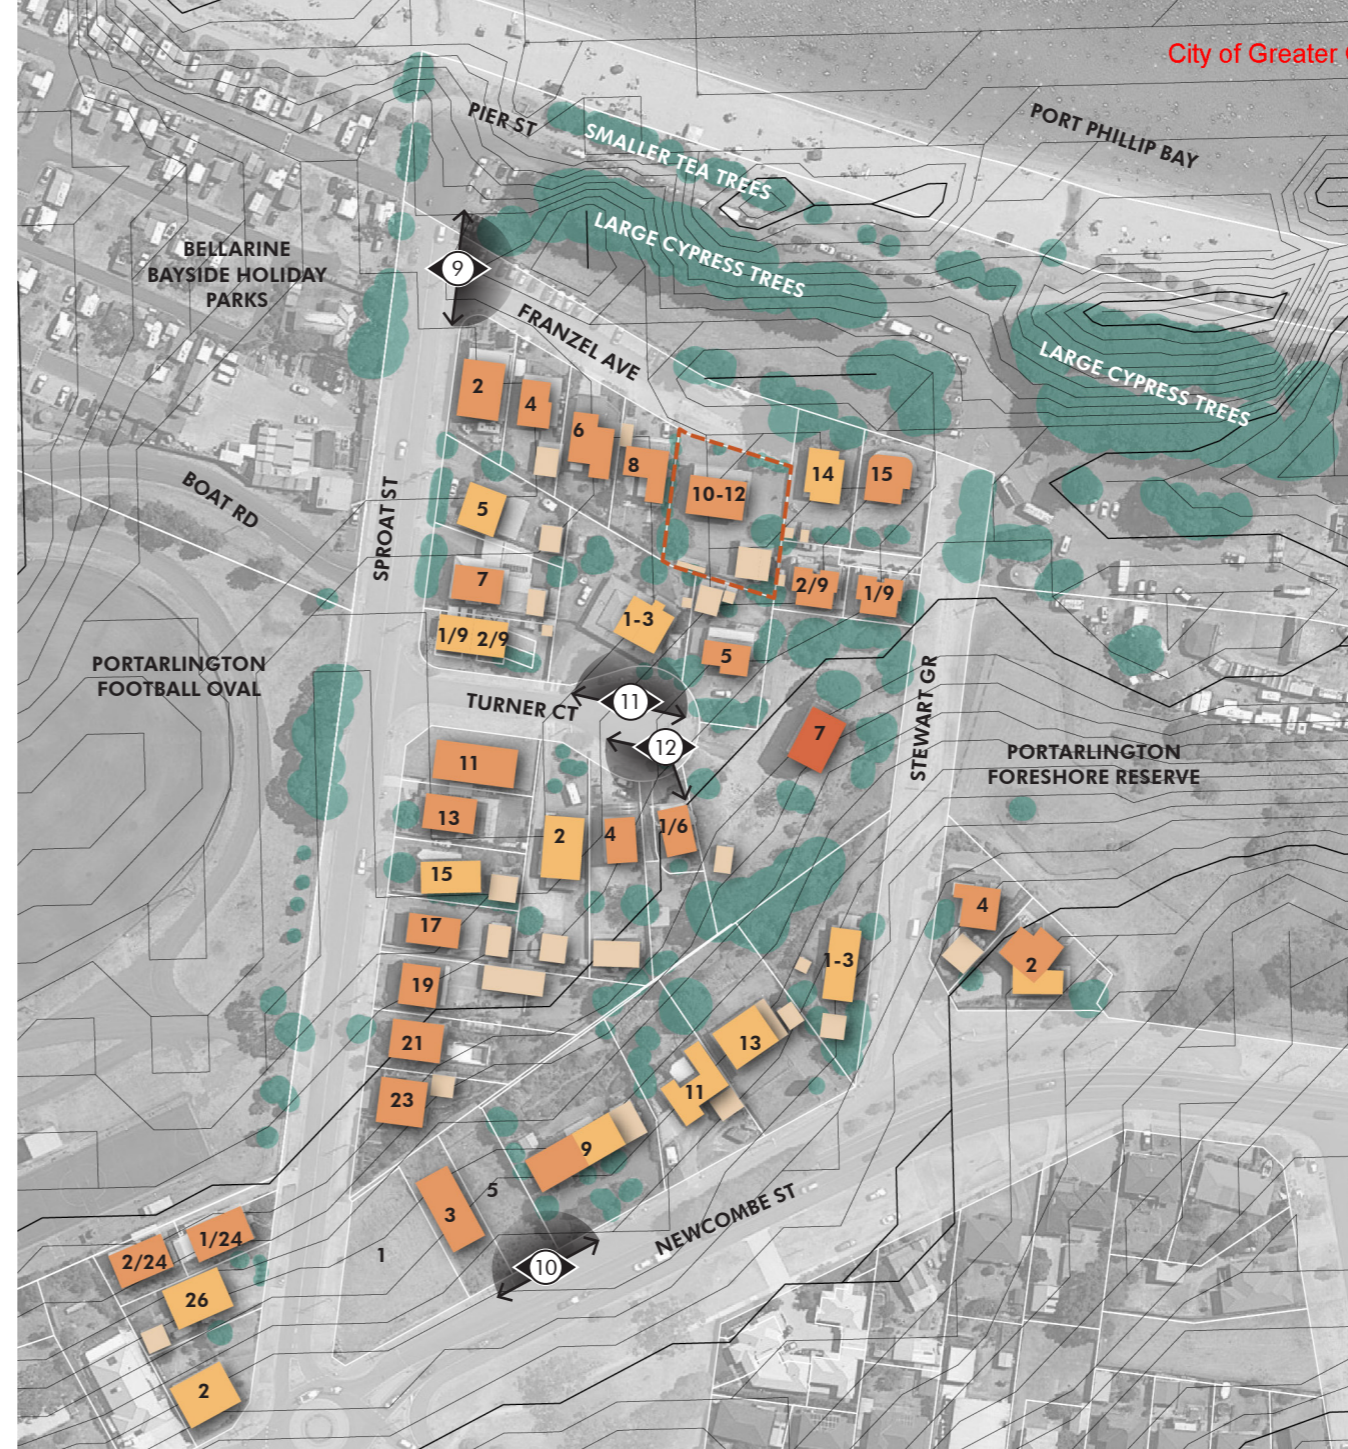 City of Greater
PIER ST
SMALLER TEA TREES
PORT PHILLIP BAY
LARGE CYPRESS TREES
BELLARINE
BAYSIDE HOLIDAY
PARKS
9
FRANZEL AVE
LARGE CYPRESS TREES
2
4
6
8
10-12
14
15
BOAT RD
SPROAT ST
5
7
2/9
1/9
1-3
1/9 2/9
5
PORTARLINGTON
FOOTBALL OVAL
TURNER CT
11
12
7
STEWART GR
PORTARLINGTON
FORESHORE RESERVE
11
13
2
4
1/6
15
17
4
2
1-3
19
21
13
11
23
9
5
3
1
NEWCOMBE ST
10
1/24
2/24
26
2